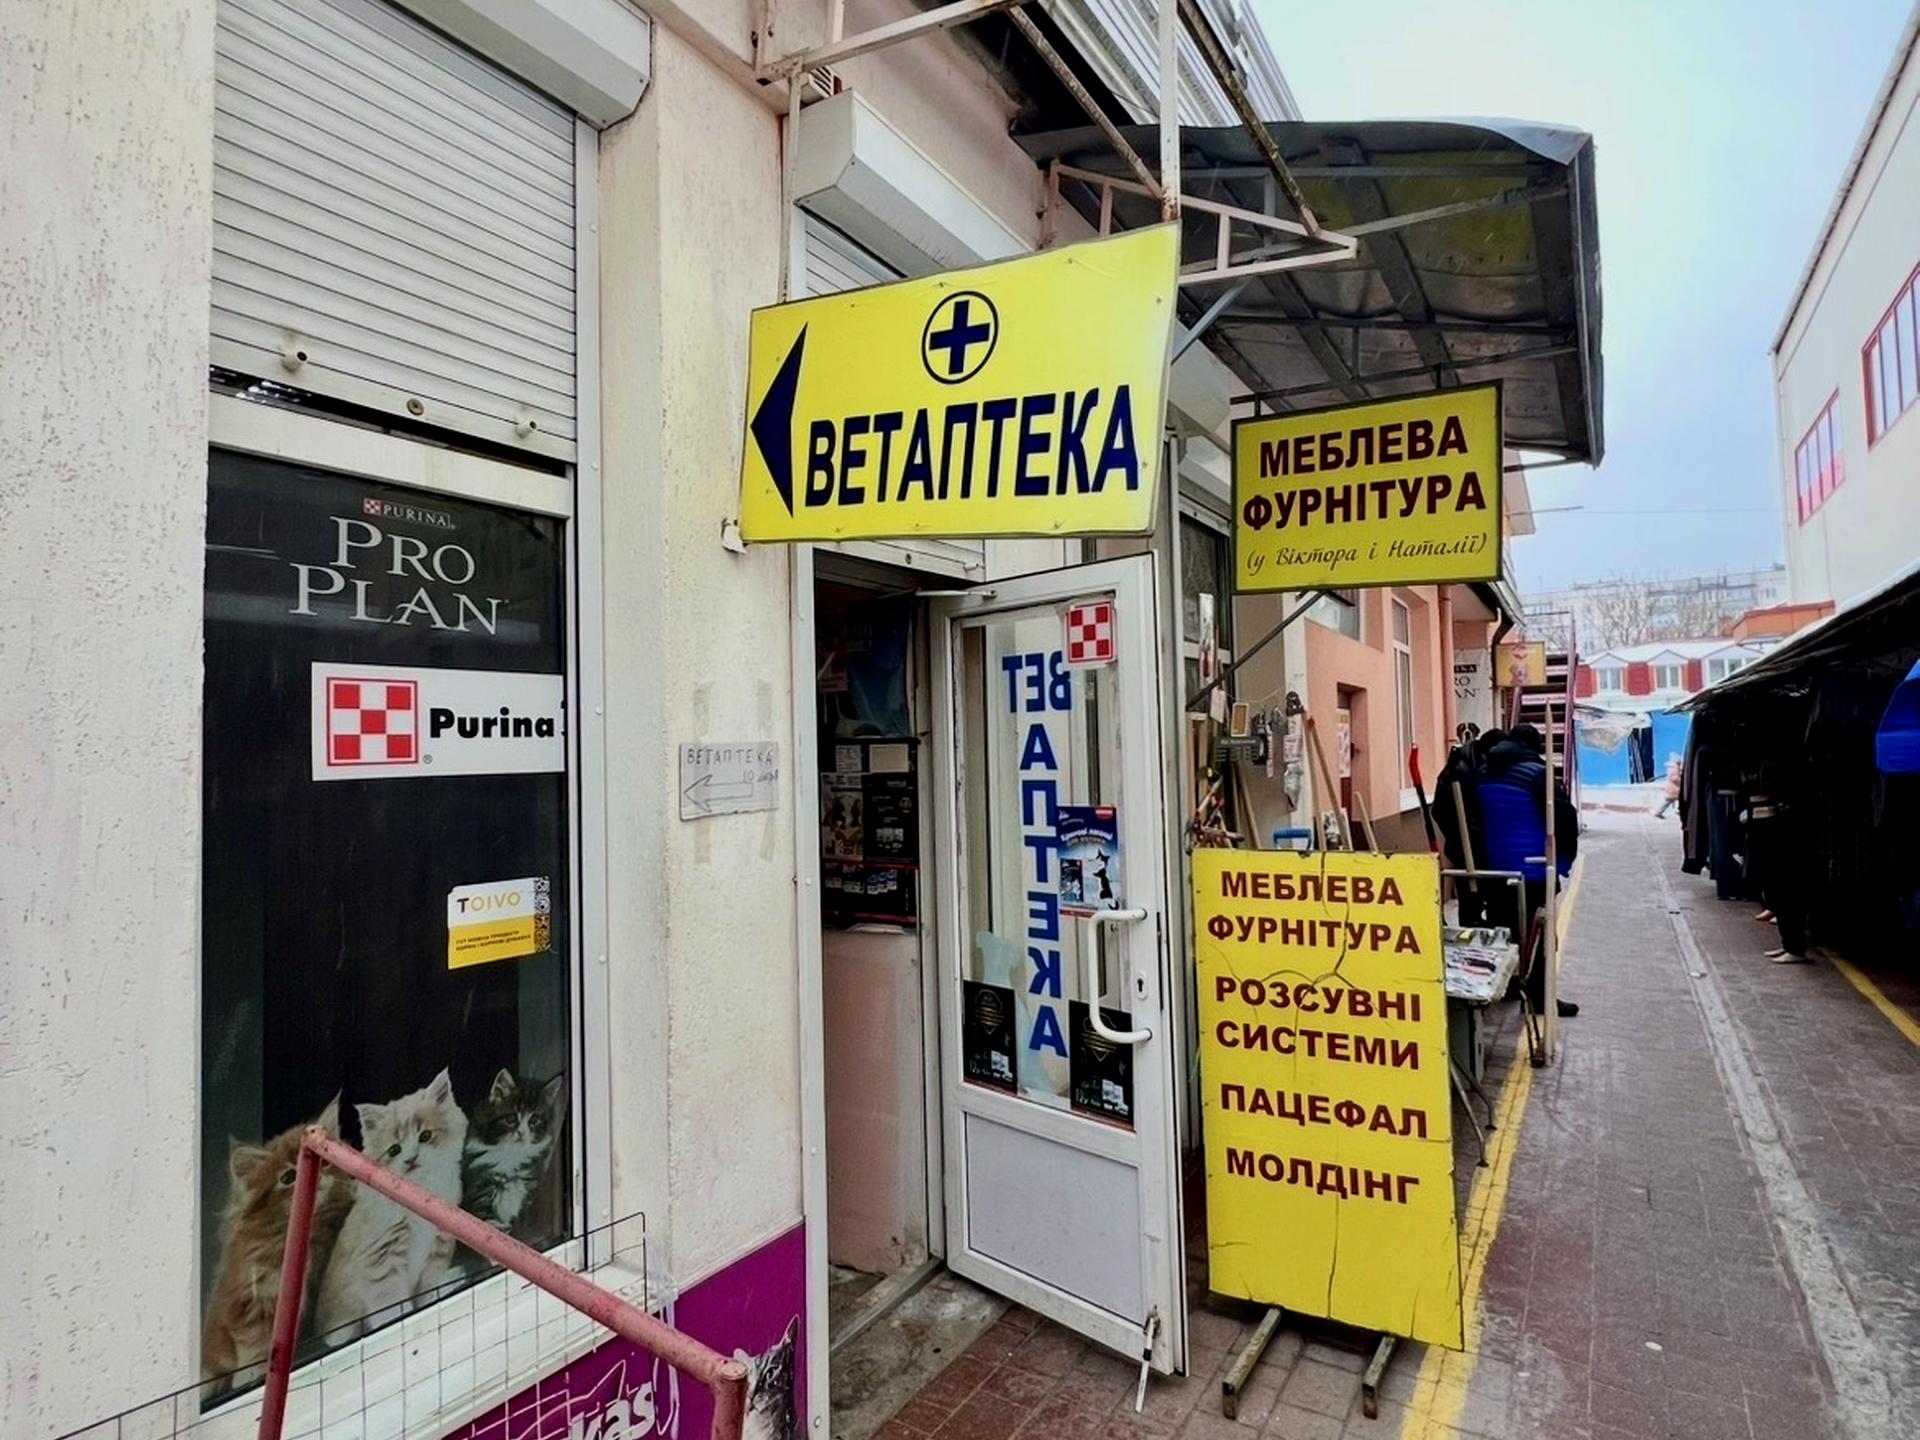 PURINA
PRO
PLAN
Purina
TOIVO
ВЕТАПТЕКА
ВЕТАПТЕКА
ВЕТ
АПТЕКА
МЕБЛЕВА
ФУРНІТУРА
(у Віктора і Наталії)
МЕБЛЕВА
ФУРНІТУРА
РОЗСУВНІ
СИСТЕМИ
ПАЦЕФАЛ
МОЛДІНГ